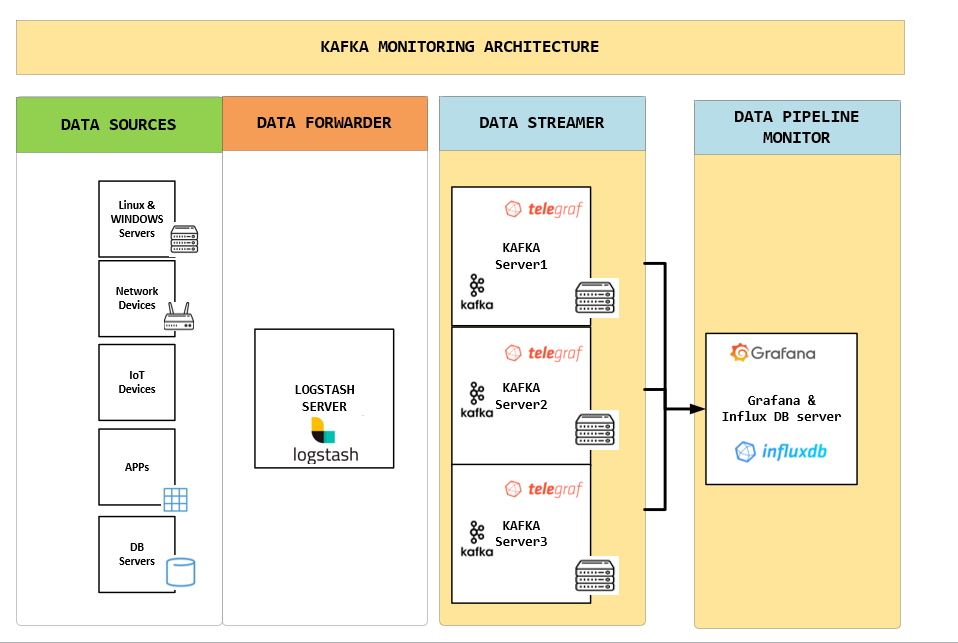 KAFKA MONITORING ARCHITECTURE
DATA SOURCES
DATA FORWARDER
DATA STREAMER
DATA PIPELINE
MONITOR
Linux &
WINDOWS
Servers
Network
Devices
IoT
Devices
APPs
DB
Servers
LOGSTASH
SERVER
logstash
telegraf
KAFKA
Server1
kafka
telegraf
KAFKA
Server2
kafka
telegraf
KAFKA
Server3
kafka
Grafana
Grafana &
Influx DB server
influxdb